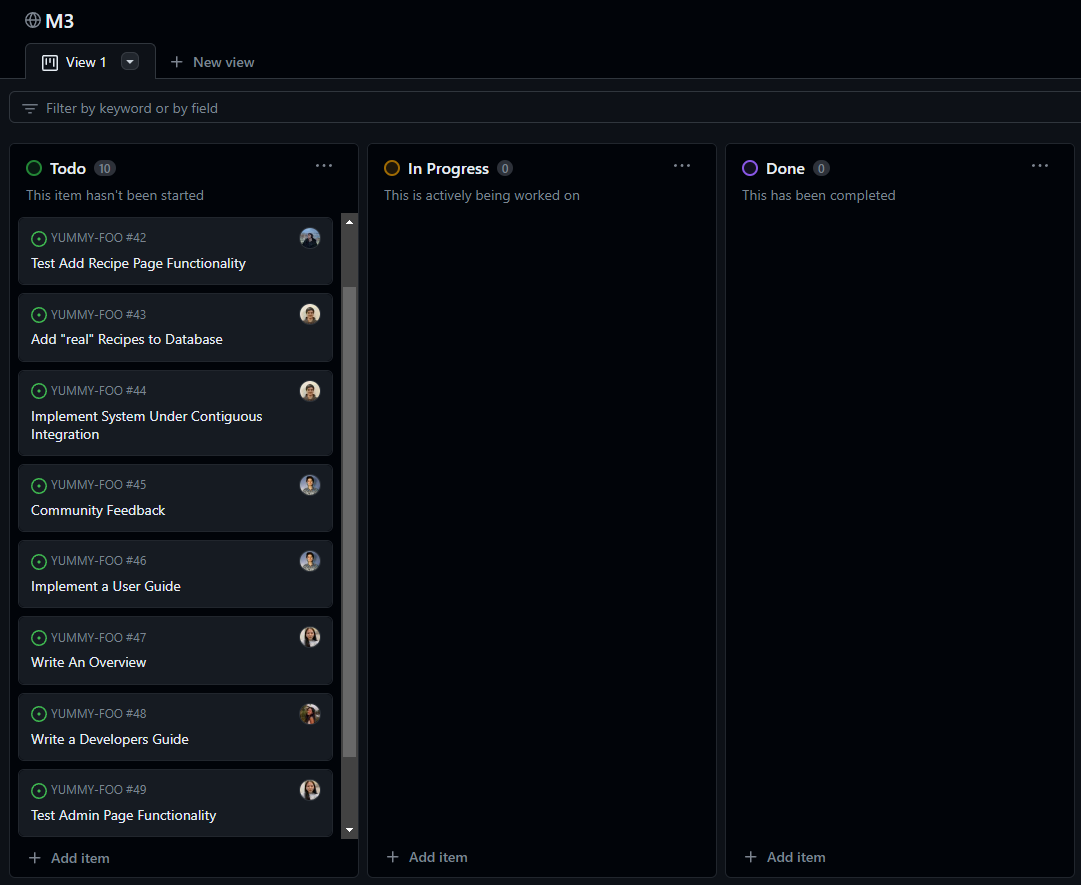 M3
View 1
New view
Filter by keyword or by field
Todo 10
This item hasn't been started
YUMMY-FOO #42
Test Add Recipe Page Functionality
YUMMY-FOO #43
Add "real" Recipes to Database
YUMMY-FOO #44
Implement System Under Contiguous
Integration
YUMMY-FOO #45
Community Feedback
YUMMY-FOO #46
Implement a User Guide
YUMMY-FOO #47
Write An Overview
YUMMY-FOO #48
Write a Developers Guide
YUMMY-FOO #49
Test Admin Page Functionality
Add item
In Progress 0
This is actively being worked on
Add item
Done 0
This has been completed
Add item